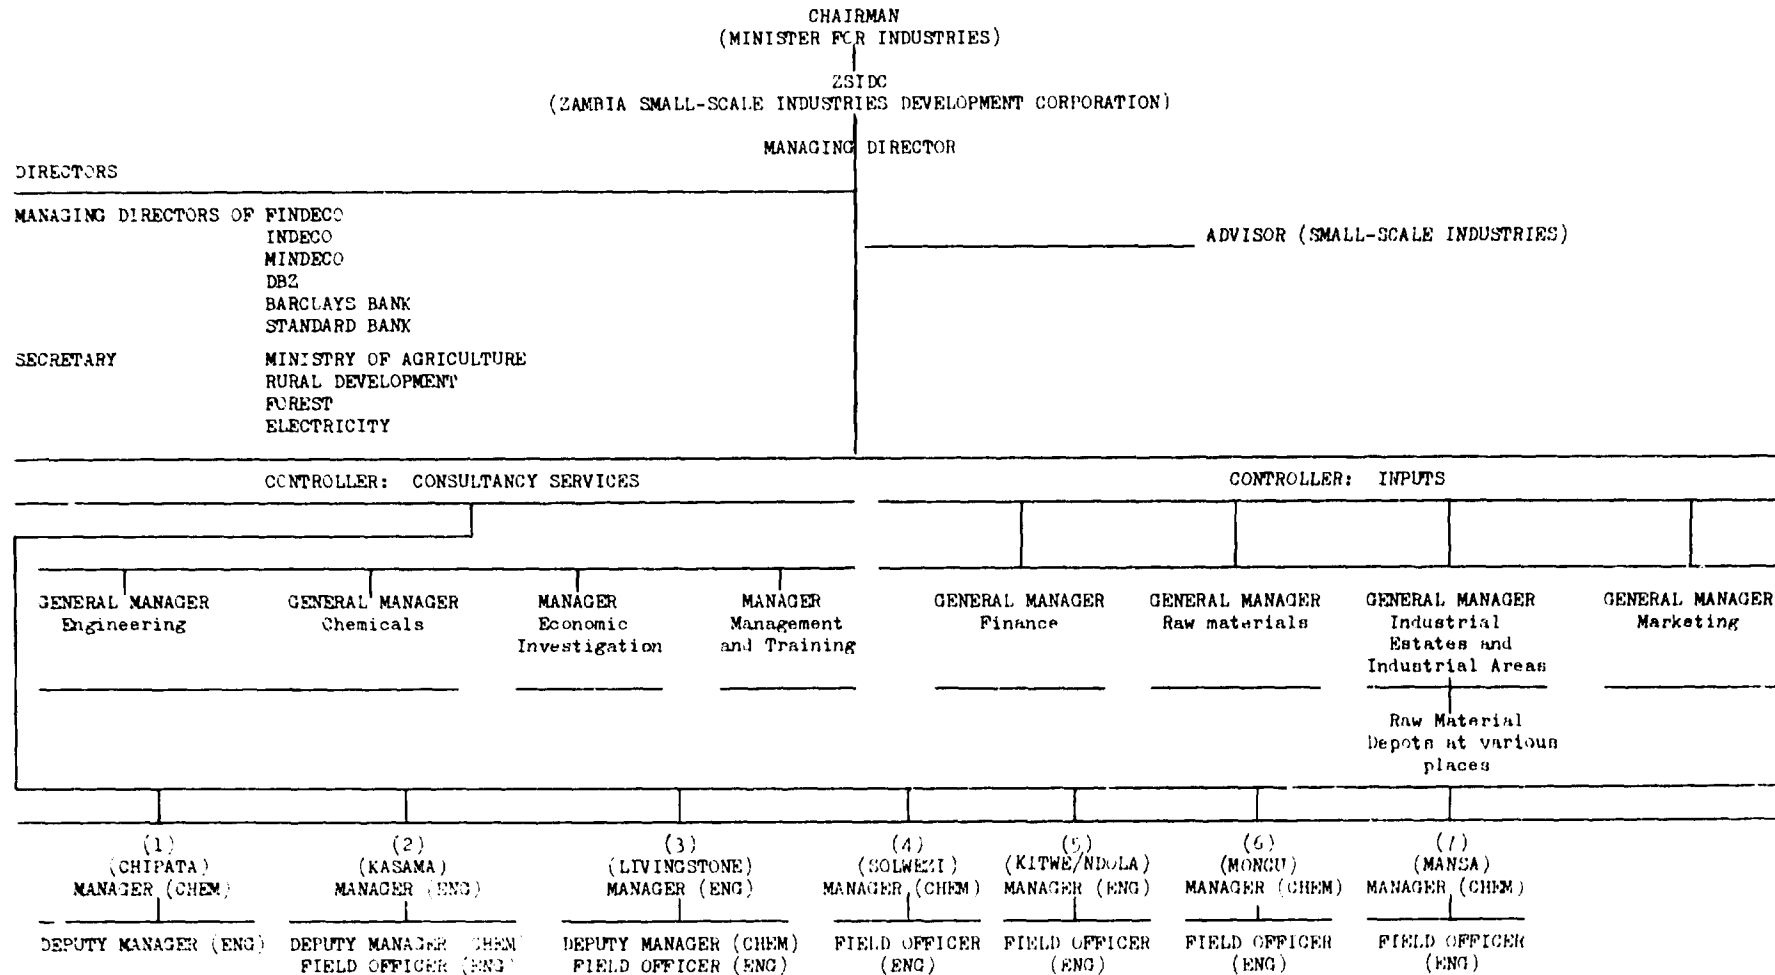 CHAIRMAN
(MINISTER FOR INDUSTRIES)
ZSIDC
(ZAMBIA SMALL-SCALE INDUSTRIES DEVELOPMENT CORPORATION)
MANAGING DIRECTOR
DIRECTORS
MANAGING DIRECTORS OF FINDECO
INDECO
MINDECO
DBZ
BARCLAYS BANK
STANDARD BANK
ADVISOR (SMALL-SCALE INDUSTRIES)
SECRETARY MINISTRY OF AGRICULTURE
RURAL DEVELOPMENT
FOREST
ELECTRICITY
CONTROLLER: CONSULTANCY SERVICES
CONTROLLER: INPUTS
GENERAL MANAGER
Engineering
GENERAL MANAGER
Chemicals
MANAGER
Economic
Investigation
MANAGER
Management
and Training
GENERAL MANAGER
Finance
GENERAL MANAGER
Raw materials
GENERAL MANAGER
Industrial
Estates and
Industrial Areas
GENERAL MANAGER
Marketing
Raw Material
Depots at various
places
(1)
(CHIPATA)
MANAGER (CHEM)
DEPUTY MANAGER (ENG)
(2)
(KASAMA)
MANAGER (ENG)
DEPUTY MANAGER (CHEM)
FIELD OFFICER (ENG)
(3)
(LIVINGSTONE)
MANAGER (ENG)
DEPUTY MANAGER (CHEM)
FIELD OFFICER (ENG)
(4)
(SOLWEZI)
MANAGER (CHEM)
FIELD OFFICER
(ENG)
(5)
(KITWE/NDOLA)
MANAGER (ENG)
FIELD OFFICER
(ENG)
(6)
(MONGU)
MANAGER (CHEM)
FIELD OFFICER
(ENG)
(7)
(MANSA)
MANAGER (CHEM)
FIELD OFFICER
(ENG)